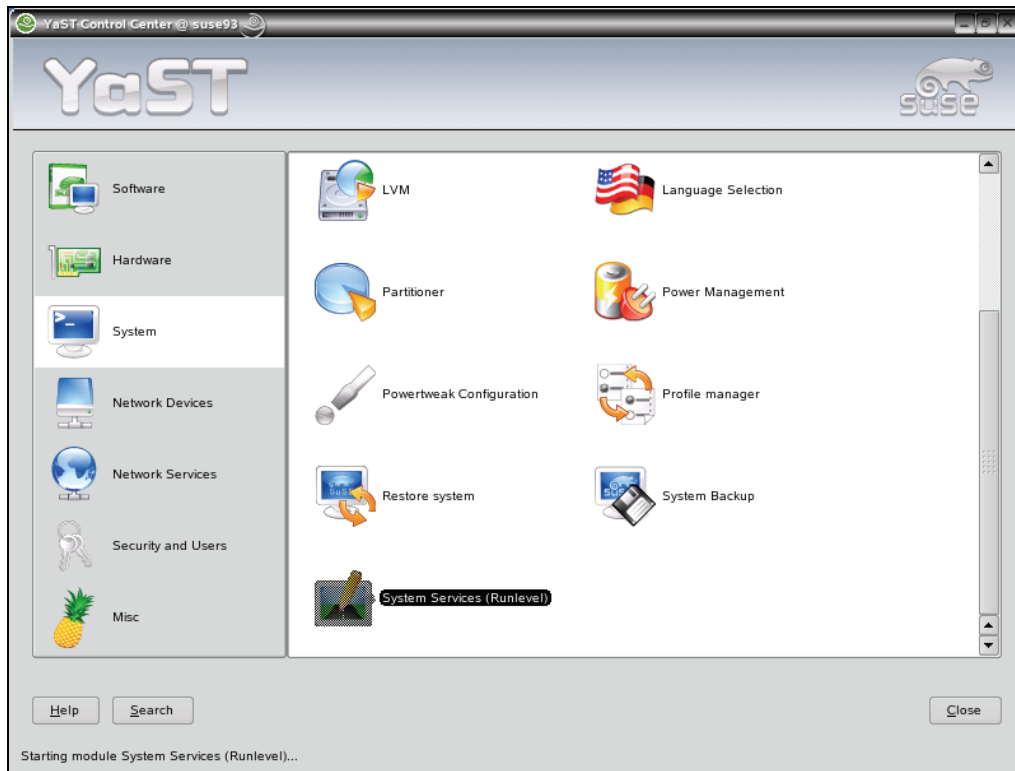 YaST Control Center @ suse93
YaST
suse
Software
Hardware
System
Network Devices
Network Services
Security and Users
Misc
LVM
Language Selection
Partitioner
Power Management
Powertweak Configuration
Profile manager
Restore system
System Backup
System Services (Runlevel)
Help
Search
Close
Starting module System Services (Runlevel)...